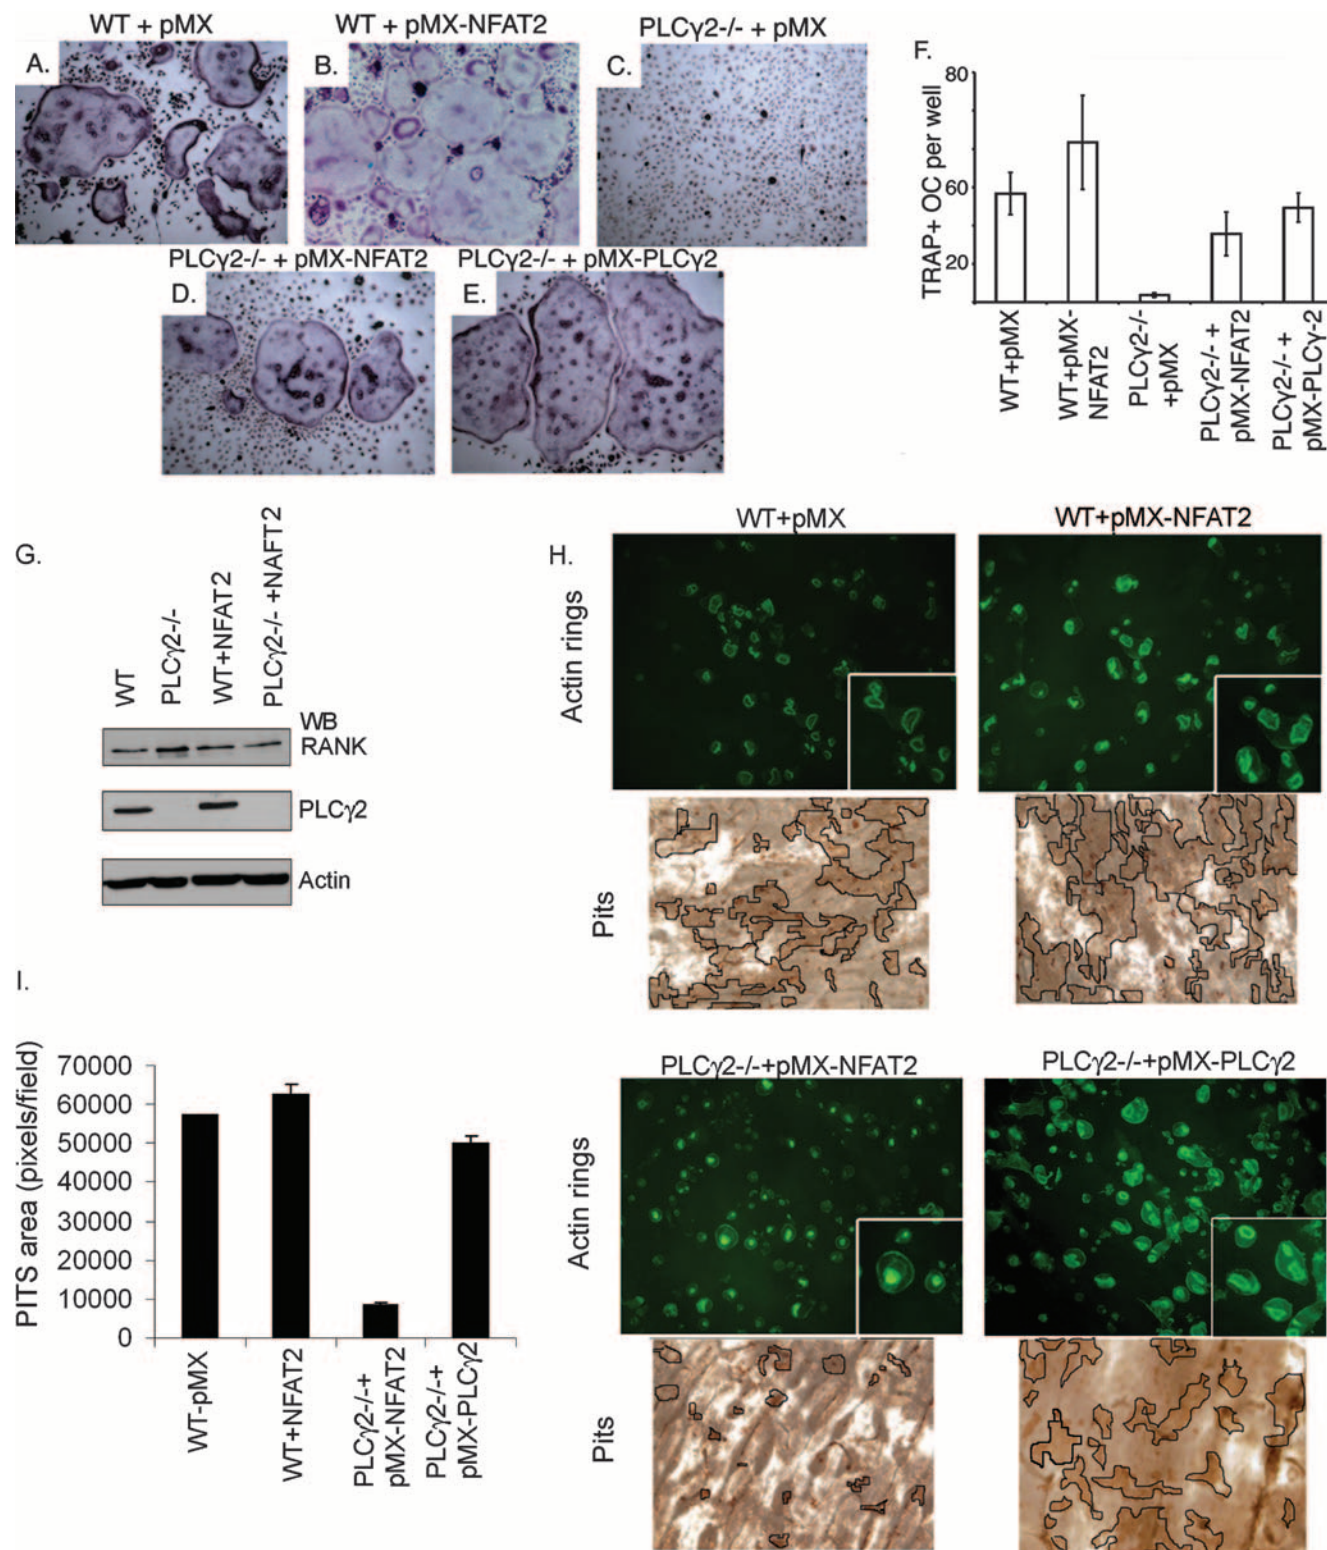 WT + pMX
WT + pMX-NFAT2
PLCγ2-/- + pMX
A.
B.
C.
PLCγ2-/- + pMX-NFAT2
PLCγ2-/- + pMX-PLCγ2
D.
E.
F.
TRAP+ OC per well
80
60
20
WT+pMX
WT+pMX-
NFAT2
PLCγ2-/-
+pMX
PLCγ2-/- +
pMX-NFAT2
PLCγ2-/- +
pMX-PLCγ-2
G.
WT
PLCγ2-/-
WT+NFAT2
PLCγ2-/- +NAFT2
WB
RANK
PLCγ2
Actin
H.
WT+pMX
WT+pMX-NFAT2
Actin rings
Pits
PLCγ2-/-+pMX-NFAT2
PLCγ2-/-+pMX-PLCγ2
Actin rings
Pits
I.
PITS area (pixels/field)
70000
60000
50000
40000
30000
20000
10000
0
WT-pMX
WT+NFAT2
PLCγ2-/-+
pMX-NFAT2
PLCγ2-/-+
pMX-PLCγ2